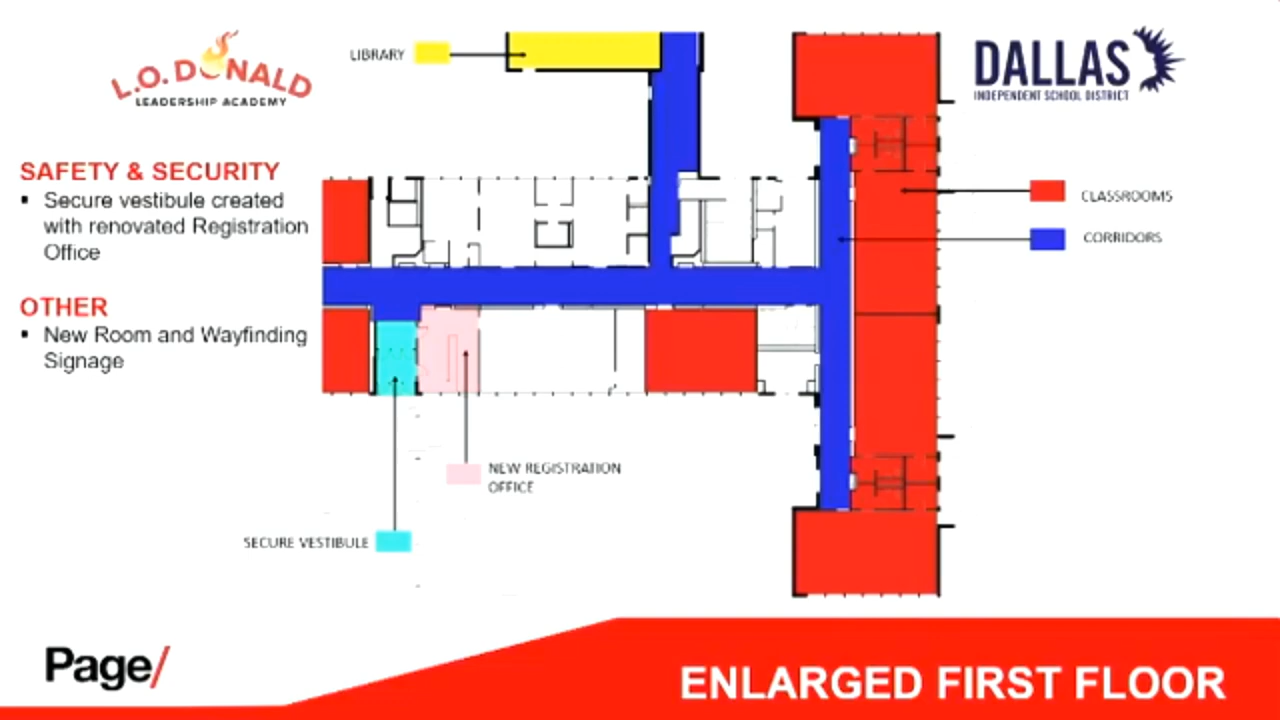 L.O. DONALD
LEADERSHIP ACADEMY
LIBRARY
DALLAS
INDEPENDENT SCHOOL DISTRICT
SAFETY & SECURITY
▪ Secure vestibule created
with renovated Registration
Office
OTHER
▪ New Room and Wayfinding
Signage
CLASSROOMS
CORRIDORS
NEW REGISTRATION
OFFICE
SECURE VESTIBULE
Page/
ENLARGED FIRST FLOOR